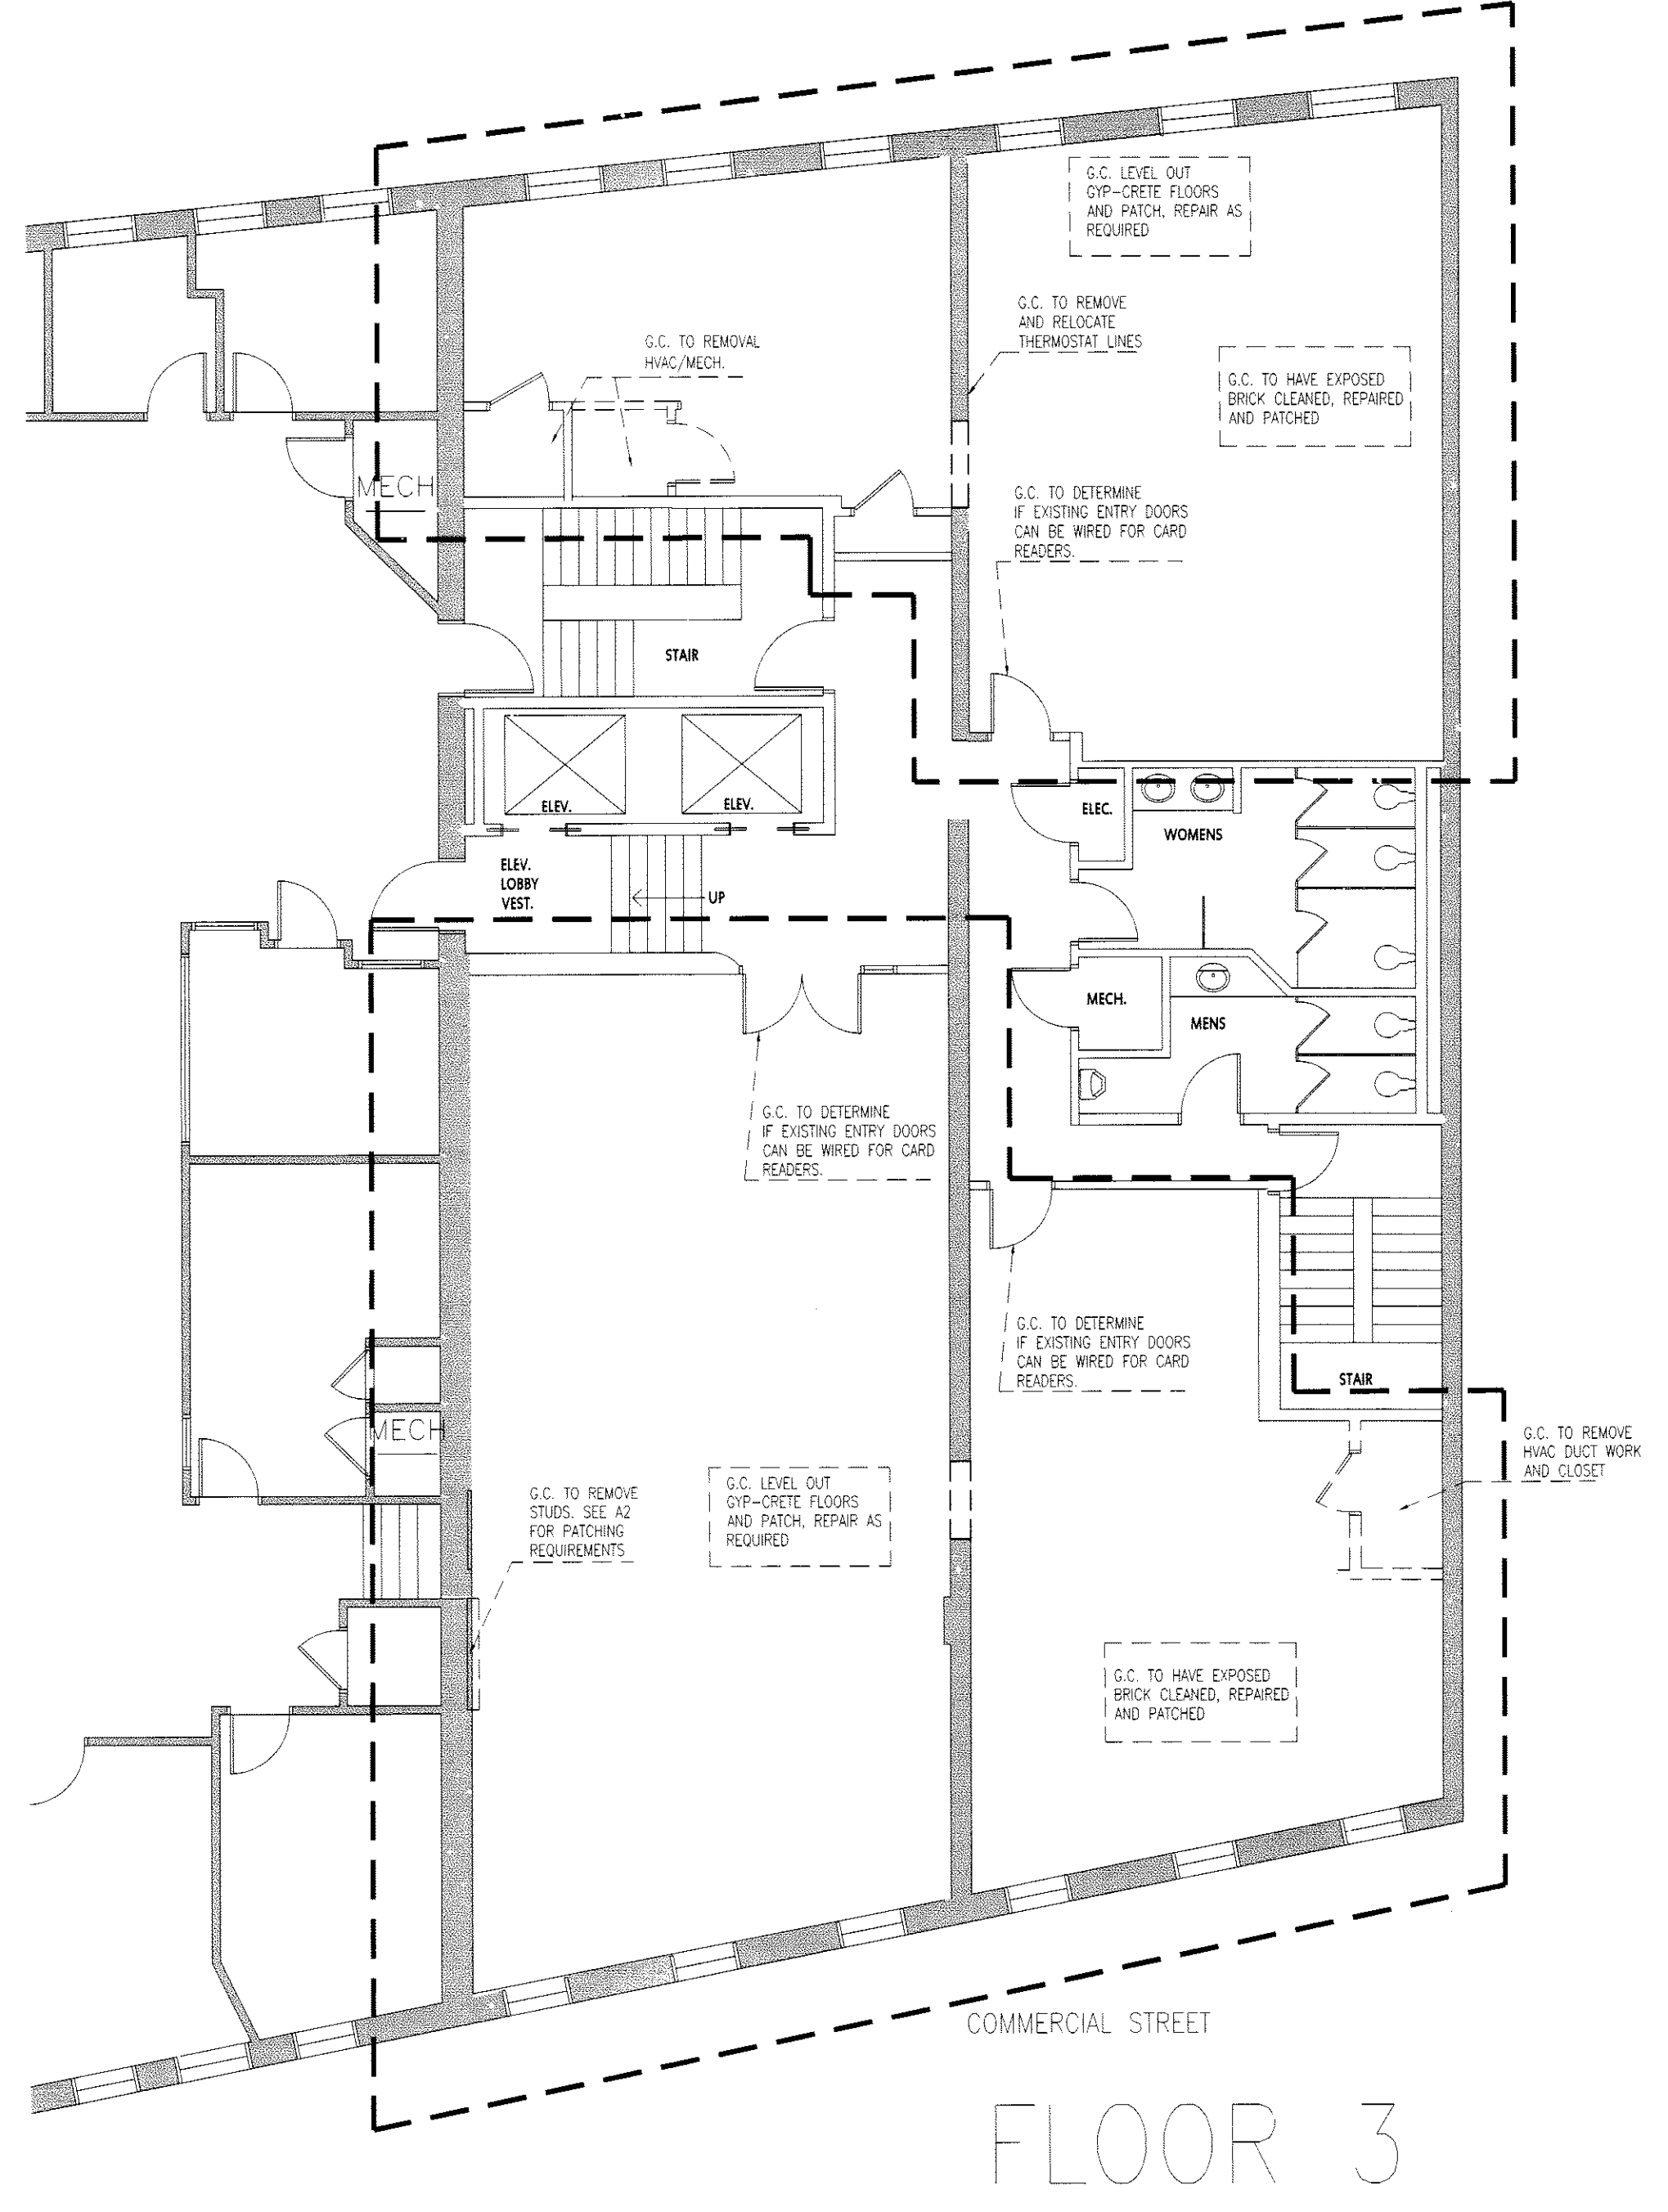 G.C. LEVEL OUT
GYP-CRETE FLOORS
AND PATCH, REPAIR AS
REQUIRED
G.C. TO REMOVE
AND RELOCATE
THERMOSTAT LINES
G.C. TO REMOVAL
HVAC/MECH.
G.C. TO HAVE EXPOSED
BRICK CLEANED, REPAIRED
AND PATCHED
MECH
G.C. TO DETERMINE
IF EXISTING ENTRY DOORS
CAN BE WIRED FOR CARD
READERS.
STAIR
ELEV.
ELEV.
ELEC.
WOMENS
ELEV.
LOBBY
VEST.
UP
MECH.
MENS
G.C. TO DETERMINE
IF EXISTING ENTRY DOORS
CAN BE WIRED FOR CARD
READERS.
G.C. TO DETERMINE
IF EXISTING ENTRY DOORS
CAN BE WIRED FOR CARD
READERS.
STAIR
MECH
G.C. TO REMOVE
HVAC DUCT WORK
AND CLOSET
G.C. TO REMOVE
STUDS. SEE A2
FOR PATCHING
REQUIREMENTS
G.C. LEVEL OUT
GYP-CRETE FLOORS
AND PATCH, REPAIR AS
REQUIRED
G.C. TO HAVE EXPOSED
BRICK CLEANED, REPAIRED
AND PATCHED
COMMERCIAL STREET
FLOOR 3